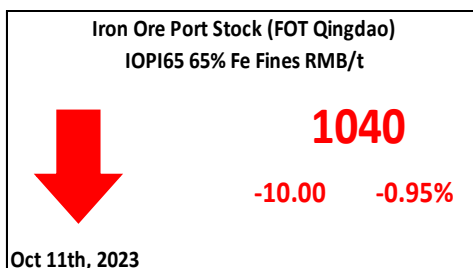 Iron Ore Port Stock (FOT Qingdao)
IOPI65 65% Fe Fines RMB/t
1040
-10.00 -0.95%
Oct 11th, 2023